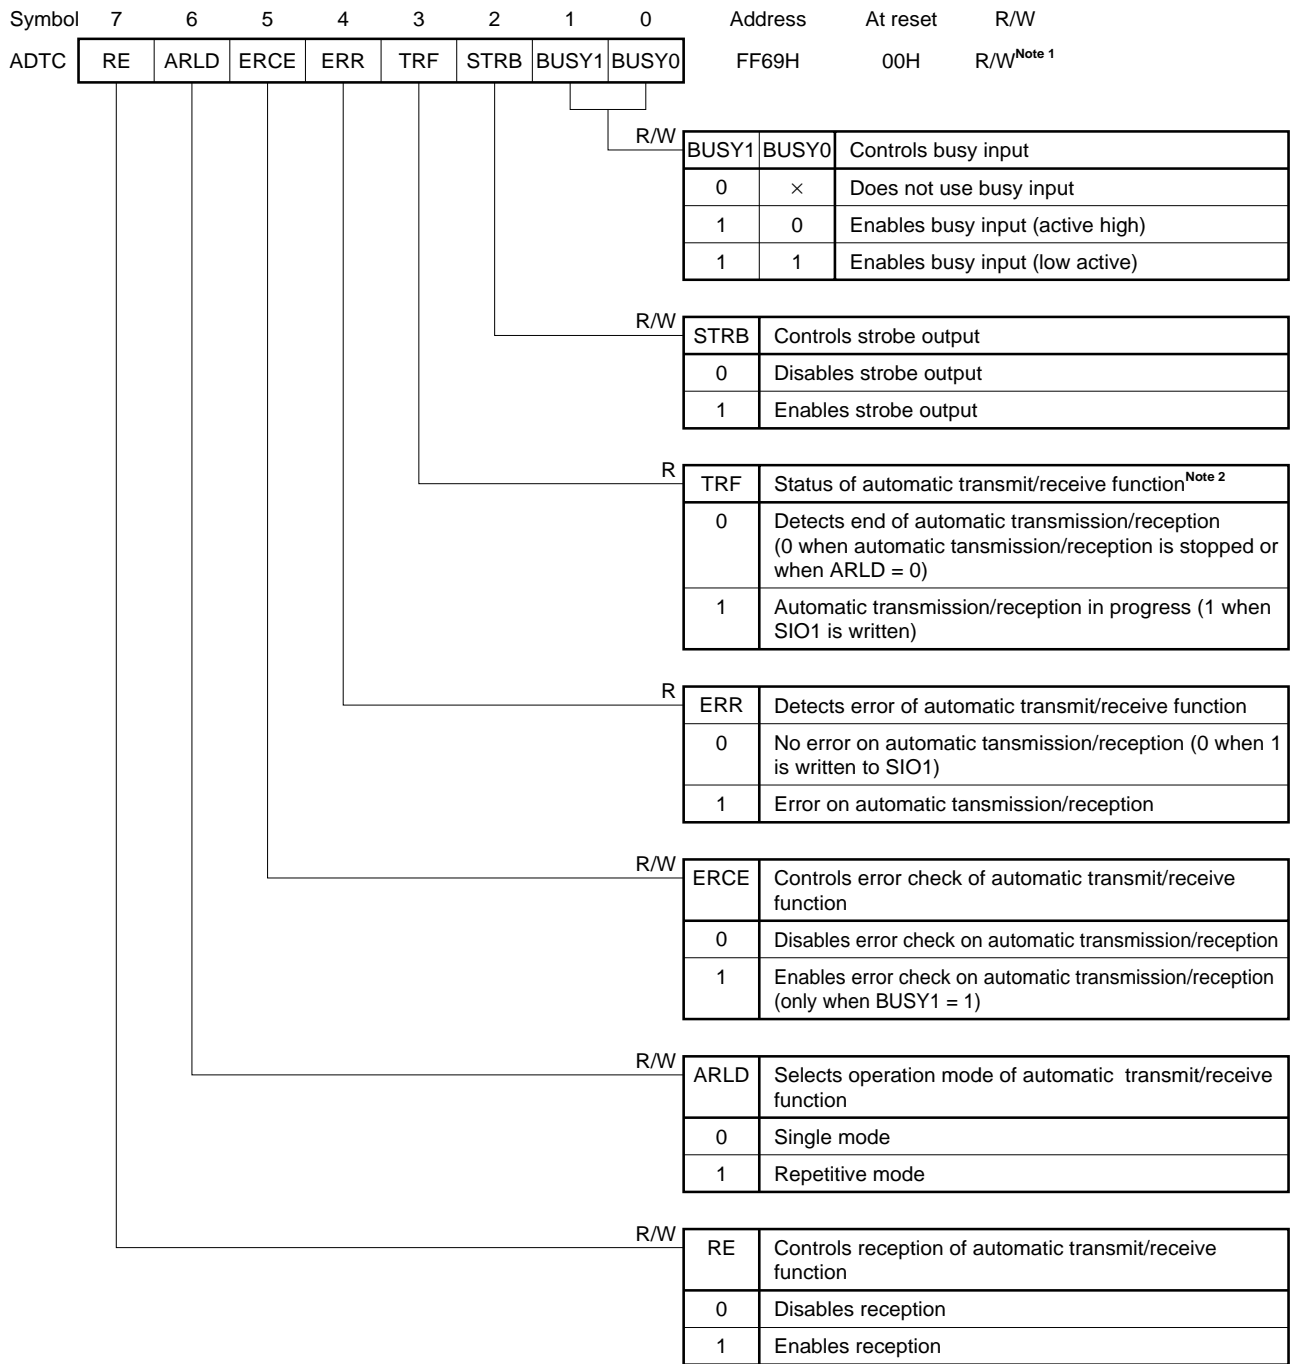 Symbol 7 6 5 4 3 2 1 0 Address At reset R/W
ADTC RE ARLD ERCE ERR TRF STRB BUSY1 BUSY0 FF69H 00H R/W Note 1
R/W
BUSY1 BUSY0 Controls busy input
0 × Does not use busy input
1 0 Enables busy input (active high)
1 1 Enables busy input (low active)
R/W
STRB Controls strobe output
0 Disables strobe output
1 Enables strobe output
R
TRF Status of automatic transmit/receive function Note 2
0 Detects end of automatic transmission/reception
(0 when automatic tansmission/reception is stopped or
when ARLD = 0)
1 Automatic transmission/reception in progress (1 when
SIO1 is written)
R
ERR Detects error of automatic transmit/receive function
0 No error on automatic tansmission/reception (0 when 1
is written to SIO1)
1 Error on automatic tansmission/reception
R/W
ERCE Controls error check of automatic transmit/receive
function
0 Disables error check on automatic transmission/reception
1 Enables error check on automatic transmission/reception
(only when BUSY1 = 1)
R/W
ARLD Selects operation mode of automatic transmit/receive
function
0 Single mode
1 Repetitive mode
R/W
RE Controls reception of automatic transmit/receive
function
0 Disables reception
1 Enables reception